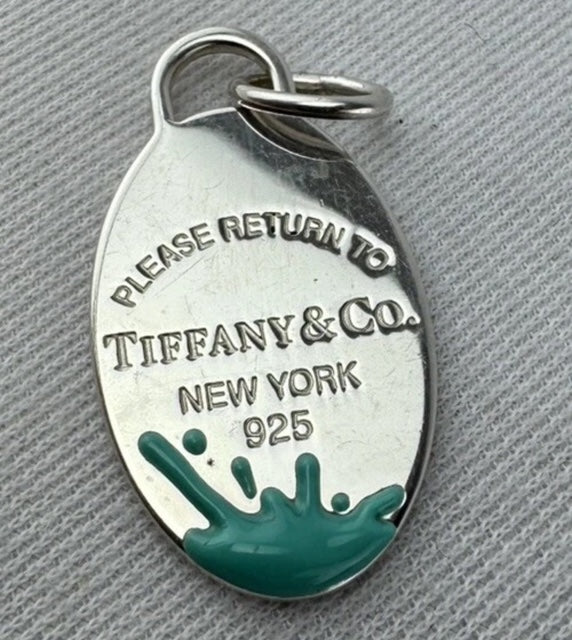 PLEASE RETURN TO
TIFFANY & CO.
NEW YORK
925